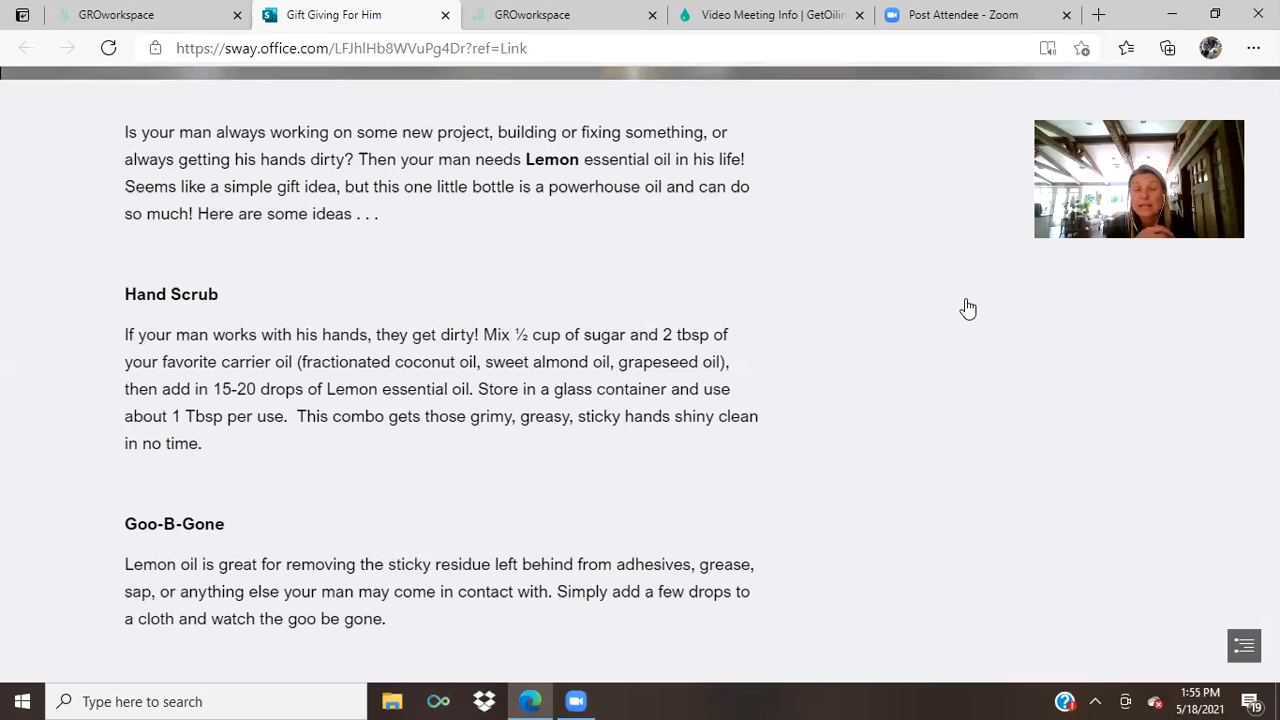 GROworkspace
Gift Giving For Him
GROworkspace
Video Meeting Info | GetOilin
Post Attendee - Zoom
https://sway.office.com/LFJhlHb8WVuPg4Dr?ref=Link
Is your man always working on some new project, building or fixing something, or
always getting his hands dirty? Then your man needs Lemon essential oil in his life!
Seems like a simple gift idea, but this one little bottle is a powerhouse oil and can do
so much! Here are some ideas . . .
Hand Scrub
If your man works with his hands, they get dirty! Mix ½ cup of sugar and 2 tbsp of
your favorite carrier oil (fractionated coconut oil, sweet almond oil, grapeseed oil),
then add in 15-20 drops of Lemon essential oil. Store in a glass container and use
about 1 Tbsp per use. This combo gets those grimy, greasy, sticky hands shiny clean
in no time.
Goo-B-Gone
Lemon oil is great for removing the sticky residue left behind from adhesives, grease,
sap, or anything else your man may come in contact with. Simply add a few drops to
a cloth and watch the goo be gone.
Type here to search
1:55 PM
5/18/2021
19